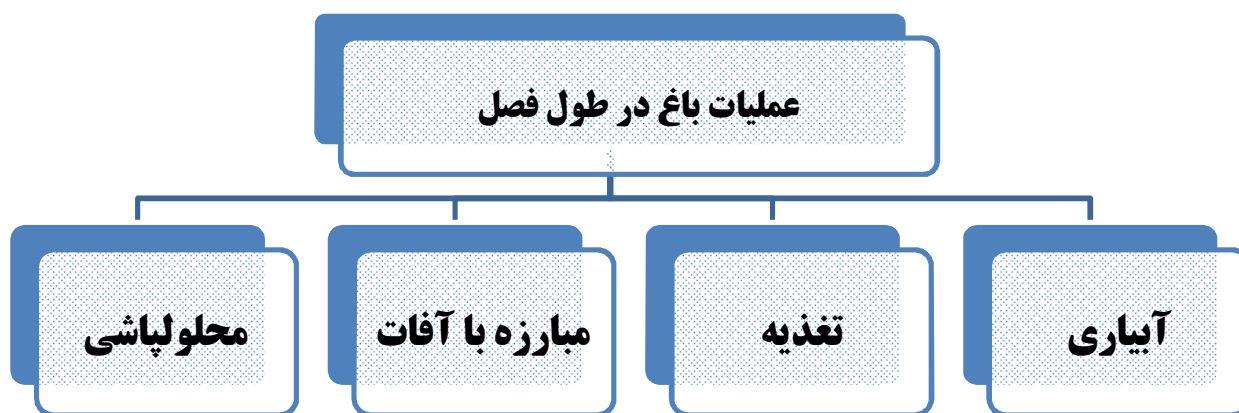 عملیات باغ در طول فصل
آبیاری
تغذیه
مبارزه با آفات
محلولپاشی